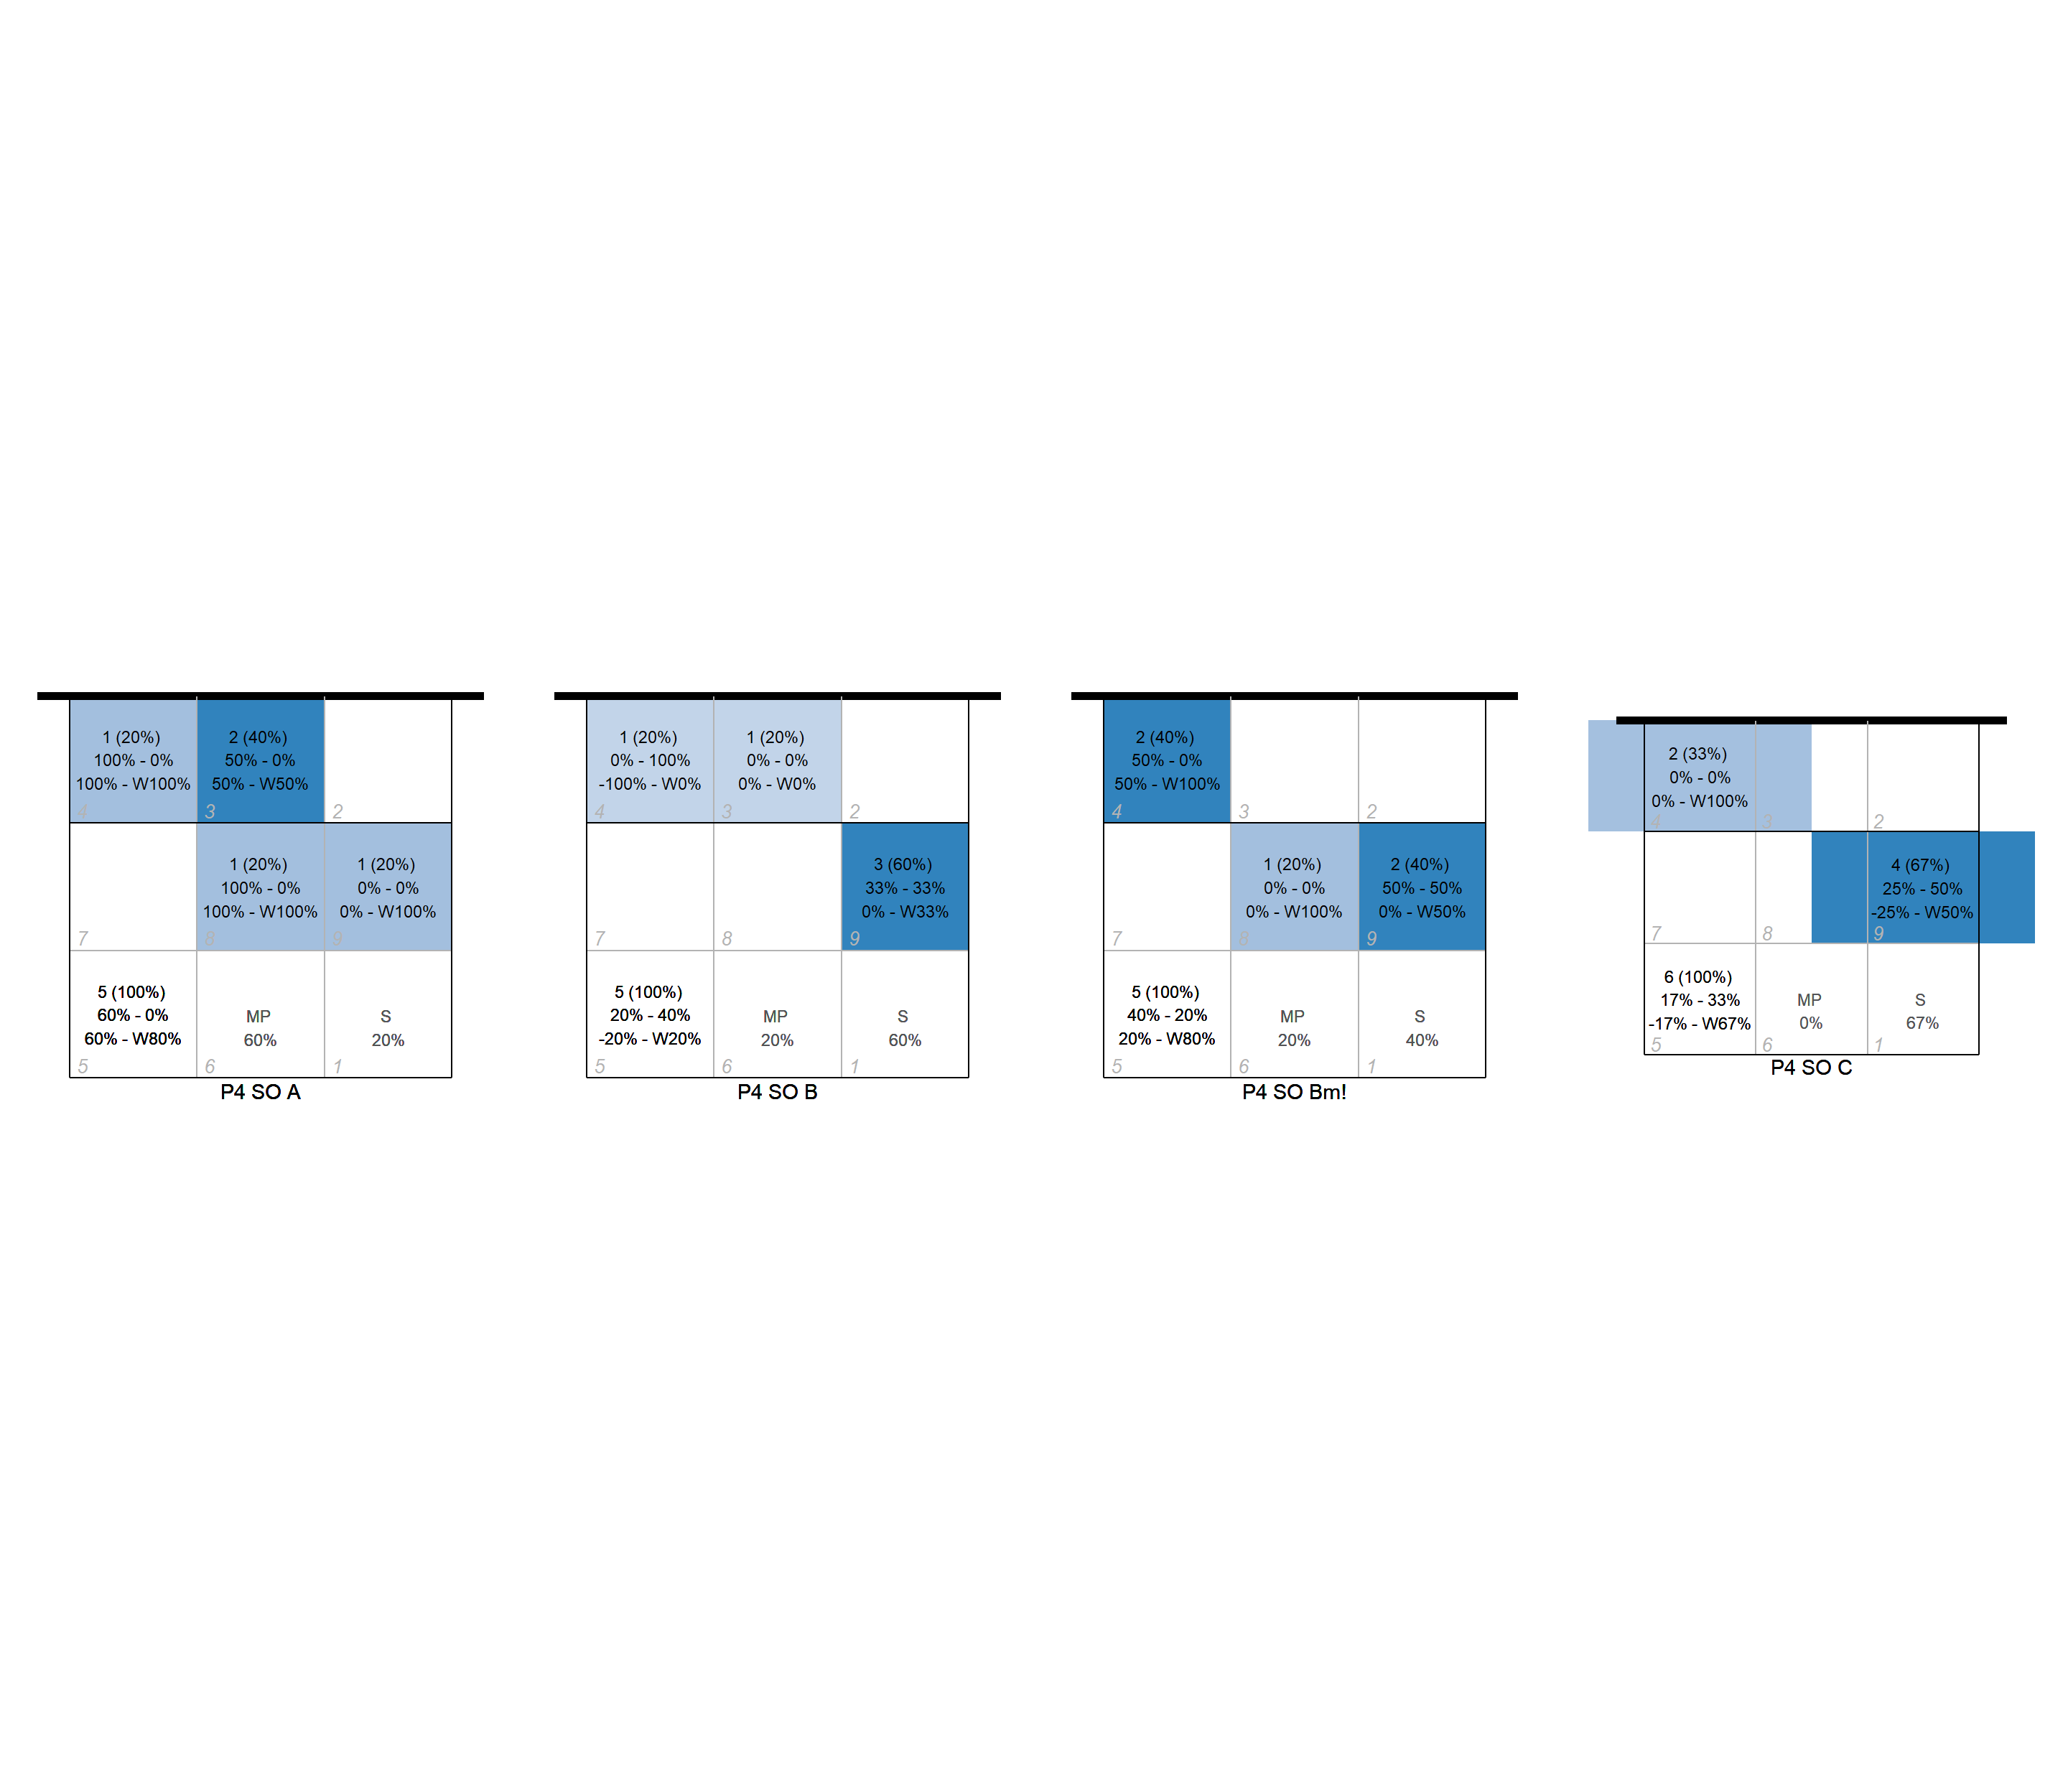 1 (20%)
100% - 0%
100% - W100%
4
2 (40%)
50% - 0%
50% - W50%
3
2
7
1 (20%)
100% - 0%
100% - W100%
8
1 (20%)
0% - 0%
0% - W100%
9
5 (100%)
60% - 0%
60% - W80%
5
MP
60%
6
S
20%
1
P4 SO A
1 (20%)
0% - 100%
-100% - W0%
4
1 (20%)
0% - 0%
0% - W0%
3
2
7
8
3 (60%)
33% - 33%
0% - W33%
9
5 (100%)
20% - 40%
-20% - W20%
5
MP
20%
6
S
60%
1
P4 SO B
2 (40%)
50% - 0%
50% - W100%
4
3
2
7
1 (20%)
0% - 0%
0% - W100%
8
2 (40%)
50% - 50%
0% - W50%
9
5 (100%)
40% - 20%
20% - W80%
5
MP
20%
6
S
40%
1
P4 SO Bm!
2 (33%)
0% - 0%
0% - W100%
4
3
2
7
8
4 (67%)
25% - 50%
-25% - W50%
9
6 (100%)
17% - 33%
-17% - W67%
5
MP
0%
6
S
67%
1
P4 SO C